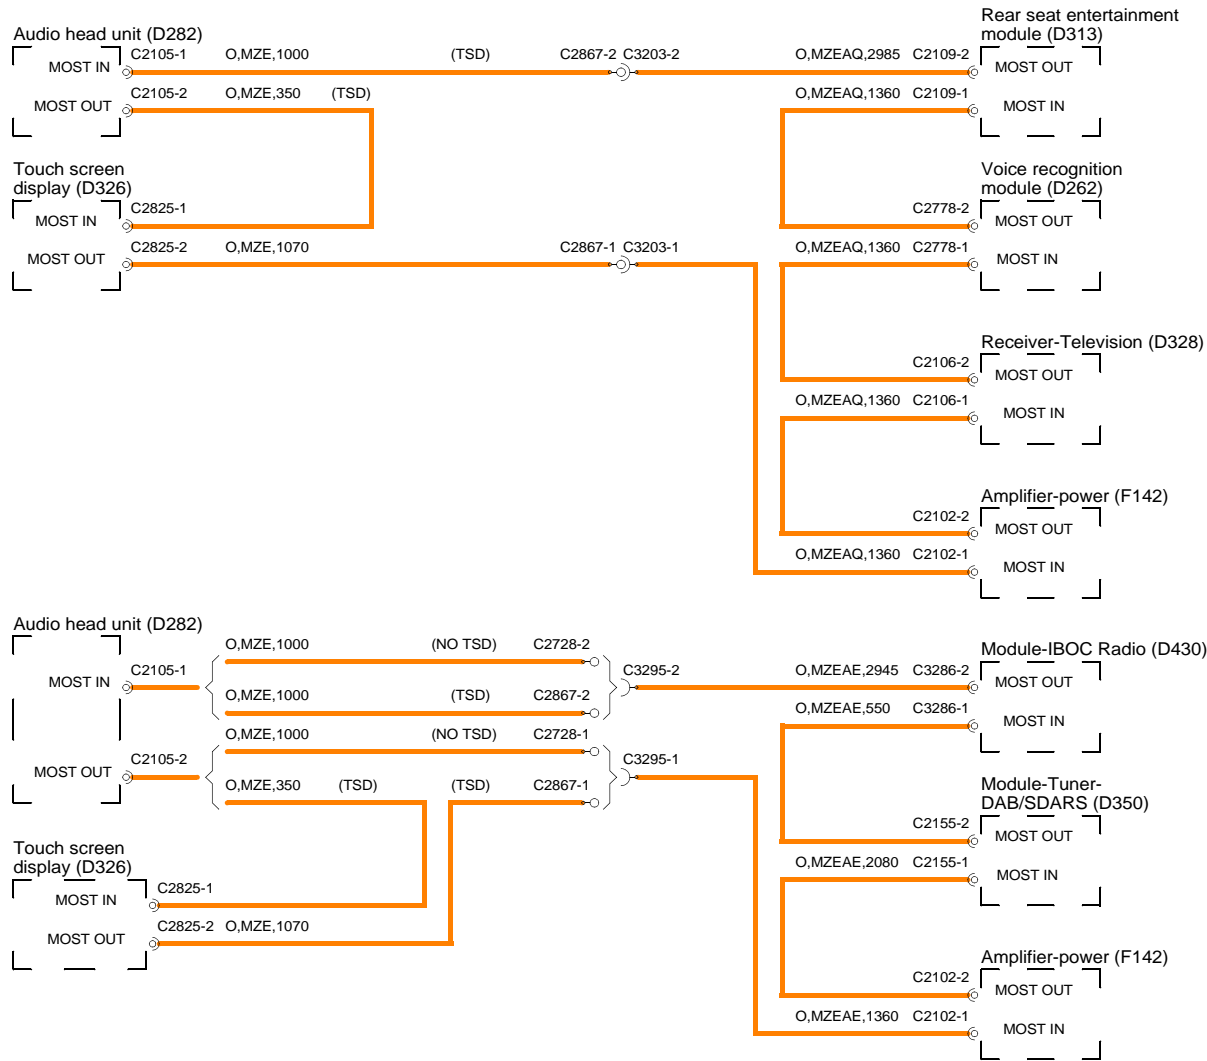 Audio head unit (D282)
MOST IN
C2105-1
O,MZE,1000
(TSD)
C2867-2
C3203-2
O,MZEAQ,2985
C2109-2
Rear seat entertainment
module (D313)
MOST OUT
MOST OUT
C2105-2
O,MZE,350
(TSD)
O,MZEAQ,1360
C2109-1
MOST IN
Touch screen
display (D326)
MOST IN
C2825-1
Voice recognition
module (D262)
C2778-2
MOST OUT
MOST OUT
C2825-2
O,MZE,1070
C2867-1
C3203-1
O,MZEAQ,1360
C2778-1
MOST IN
Receiver-Television (D328)
C2106-2
MOST OUT
O,MZEAQ,1360
C2106-1
MOST IN
Amplifier-power (F142)
C2102-2
MOST OUT
O,MZEAQ,1360
C2102-1
MOST IN
Audio head unit (D282)
O,MZE,1000
(NO TSD)
C2728-2
MOST IN
C2105-1
C3295-2
O,MZEAE,2945
C3286-2
Module-IBOC Radio (D430)
MOST OUT
O,MZE,1000
(TSD)
C2867-2
O,MZEAE,550
C3286-1
MOST IN
O,MZE,1000
(NO TSD)
C2728-1
MOST OUT
C2105-2
C3295-1
O,MZE,350
(TSD)
(TSD)
C2867-1
Module-Tuner-
DAB/SDARS (D350)
C2155-2
MOST OUT
Touch screen
display (D326)
O,MZEAE,2080
C2155-1
MOST IN
MOST IN
C2825-1
MOST OUT
C2825-2
O,MZE,1070
Amplifier-power (F142)
C2102-2
MOST OUT
O,MZEAE,1360
C2102-1
MOST IN